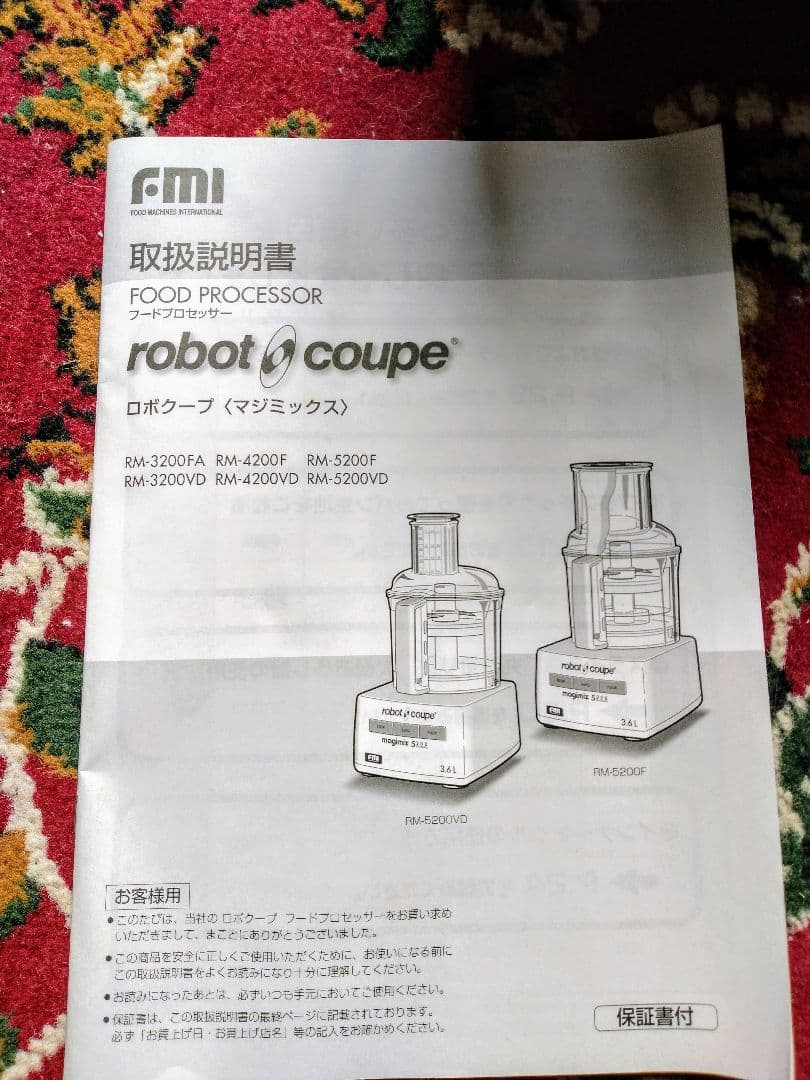 FMI
FOOD MACHINES INTERNATIONAL
取扱説明書
FOOD PROCESSOR
フードプロセッサー
robot coupe®
ロボクープ〈マジミックス〉
RM-3200FA RM-4200F RM-5200F
RM-3200VD RM-4200VD RM-5200VD
robot coupe
magimix
FMI
3.6L
RM-5200F
robot coupe
magimix
FMI
3.6L
RM-5200VD
お客様用
●このたびは、当社の ロボクープ フードプロセッサーをお買い求め
いただきまして、まことにありがとうございました。
●この商品を安全に正しくご使用いただくために、お使いになる前に
この取扱説明書をよくお読みになり十分に理解してください。
●お読みになったあとは、必ずいつも手元においてご使用ください。
●保証書は、この取扱説明書の最終ページに記載されております。
必ず「お買上げ日・お買上げ店名」等の記入をお確かめください。
保証書付